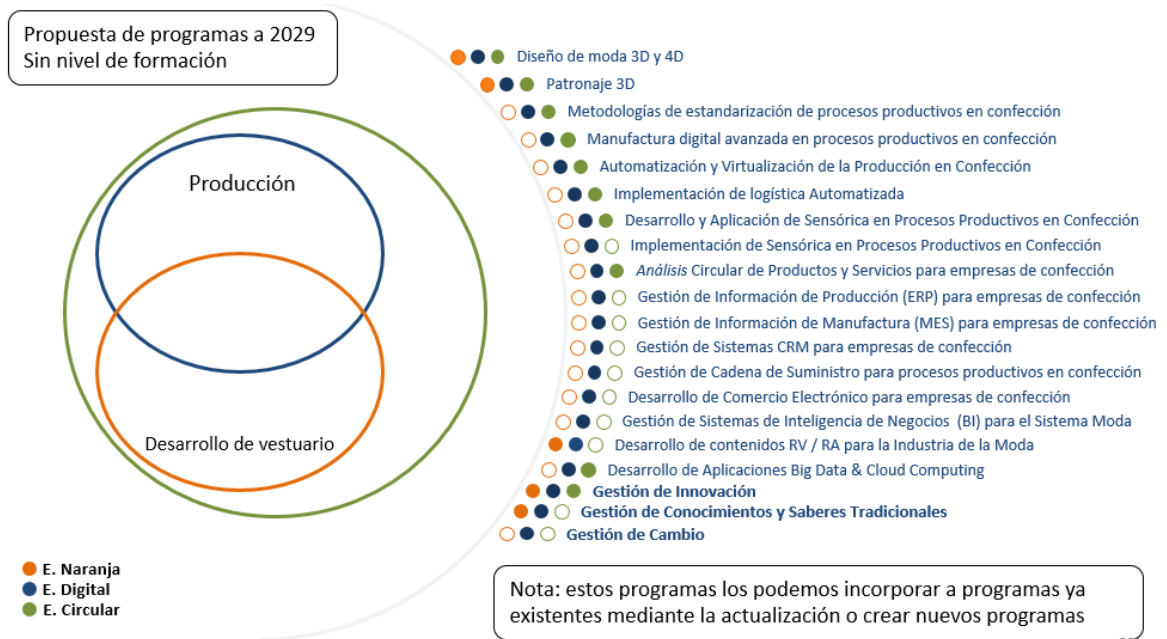 Propuesta de programas a 2029
Sin nivel de formación
Diseño de moda 3D y 4D
Patronaje 3D
Metodologías de estandarización de procesos productivos en confección
Manufactura digital avanzada en procesos productivos en confección
Automatización y Virtualización de la Producción en Confección
Implementación de logística Automatizada
Desarrollo y Aplicación de Sensórica en Procesos Productivos en Confección
Implementación de Sensórica en Procesos Productivos en Confección
Análisis Circular de Productos y Servicios para empresas de confección
Gestión de Información de Producción (ERP) para empresas de confección
Gestión de Información de Manufactura (MES) para empresas de confección
Gestión de Sistemas CRM para empresas de confección
Gestión de Cadena de Suministro para procesos productivos en confección
Desarrollo de Comercio Electrónico para empresas de confección
Gestión de Sistemas de Inteligencia de Negocios (BI) para el Sistema Moda
Desarrollo de contenidos RV / RA para la Industria de la Moda
Desarrollo de Aplicaciones Big Data & Cloud Computing
Gestión de Innovación
Gestión de Conocimientos y Saberes Tradicionales
Gestión de Cambio
Producción
Desarrollo de vestuario
E. Naranja
E. Digital
E. Circular
Nota: estos programas los podemos incorporar a programas ya
existentes mediante la actualización o crear nuevos programas